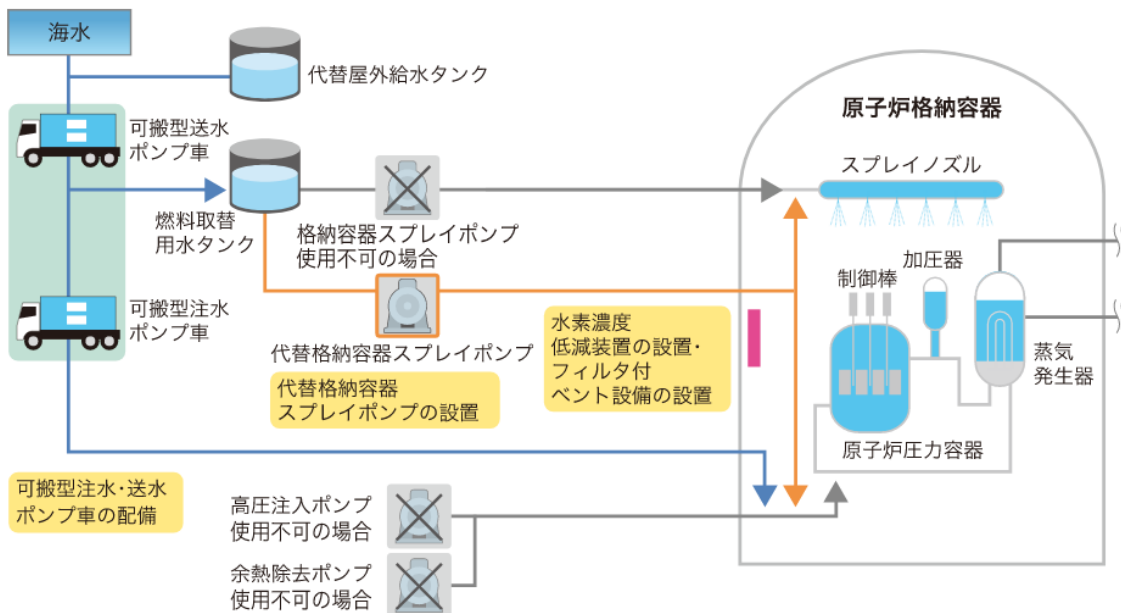 海水
代替屋外給水タンク
可搬型送水
ポンプ車
燃料取替
用水タンク
格納容器スプレイポンプ
使用不可の場合
可搬型注水
ポンプ車
代替格納容器スプレイポンプ
代替格納容器
スプレイポンプの設置
水素濃度
低減装置の設置・
フィルタ付
ベント設備の設置
原子炉格納容器
スプレイノズル
加圧器
制御棒
蒸気
発生器
原子炉圧力容器
可搬型注水・送水
ポンプ車の配備
高圧注入ポンプ
使用不可の場合
余熱除去ポンプ
使用不可の場合